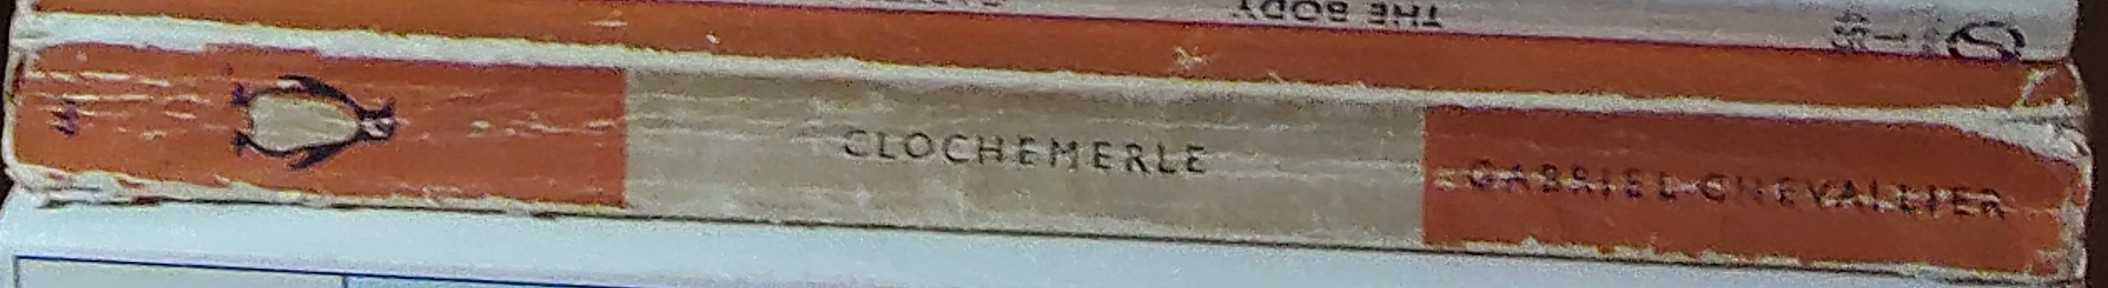 THE BODY
CLOCHEMERLE
GABRIEL CHEVALLIER